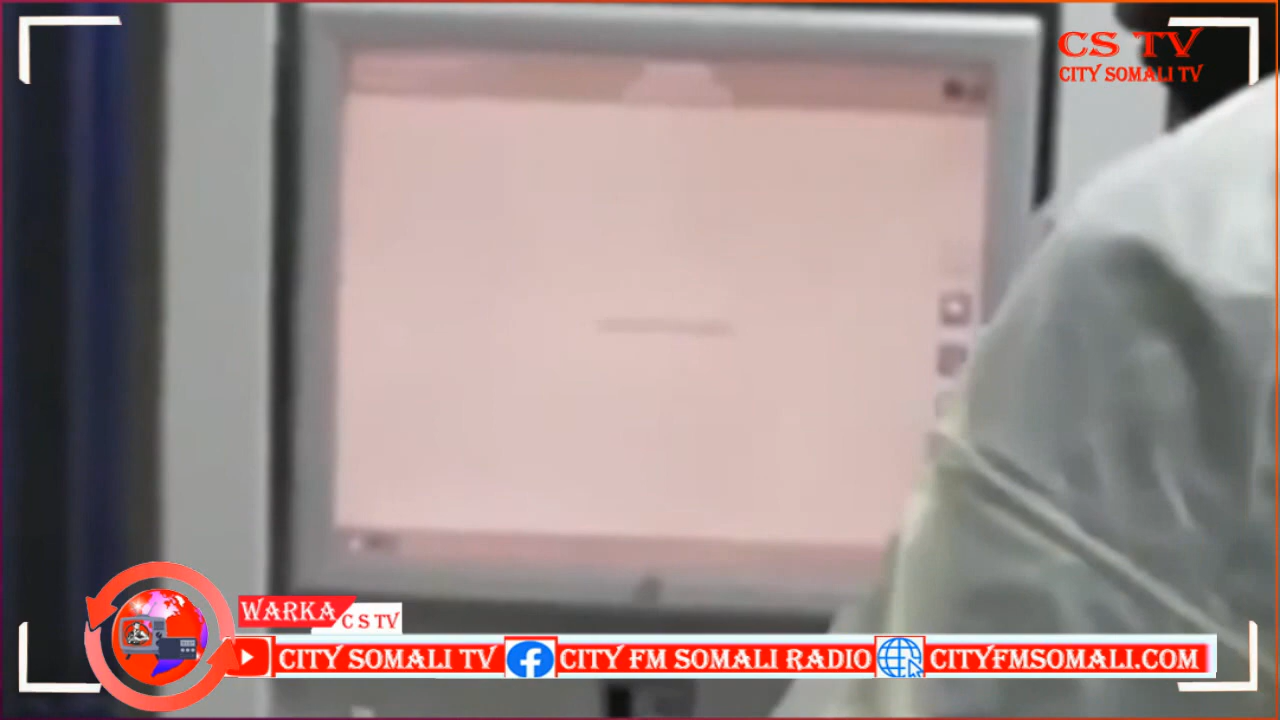 CS TV
CITY SOMALI TV
WARKA
C S TV
CITY SOMALI TV
CITY FM SOMALI RADIO
CITYFMSOMALI.COM